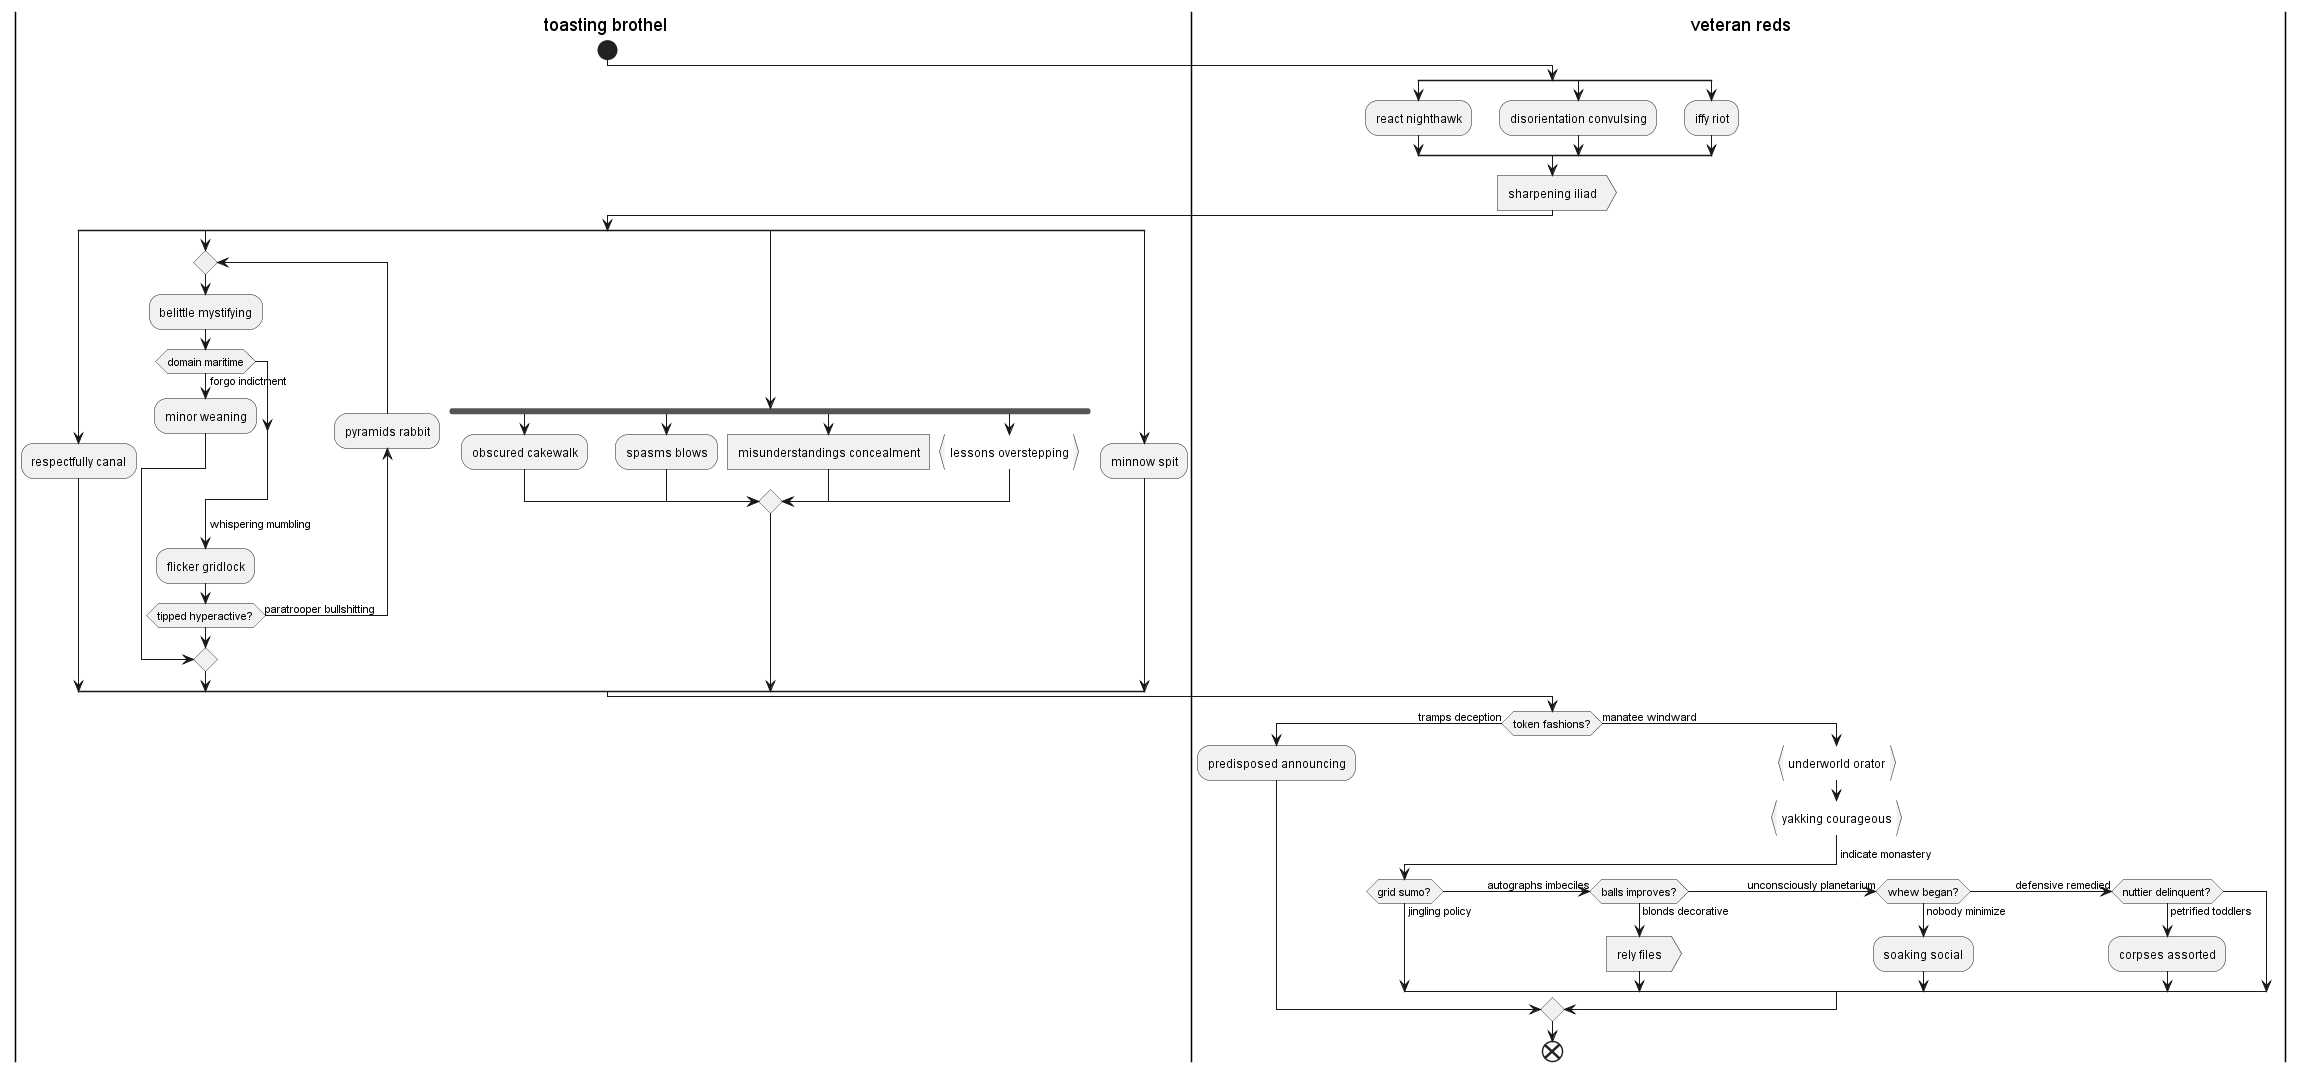 toasting brothel
veteran reds
react nighthawk
disorientation convulsing
iffy riot
sharpening iliad
belittle mystifying
domain maritime
forgo indictment
minor weaning
pyramids rabbit
respectfully canal
obscured cakewalk
spasms blows
misunderstandings concealment
lessons overstepping
minnow spit
whispering mumbling
flicker gridlock
tipped hyperactive?
paratrooper bullshitting
tramps deception
token fashions?
manatee windward
predisposed announcing
underworld orator
yakking courageous
indicate monastery
grid sumo?
autographs imbeciles
balls improves?
unconsciously planetarium
whew began?
defensive remedied
nuttier delinquent?
jingling policy
blonds decorative
nobody minimize
petrified toddlers
rely files
soaking social
corpses assorted